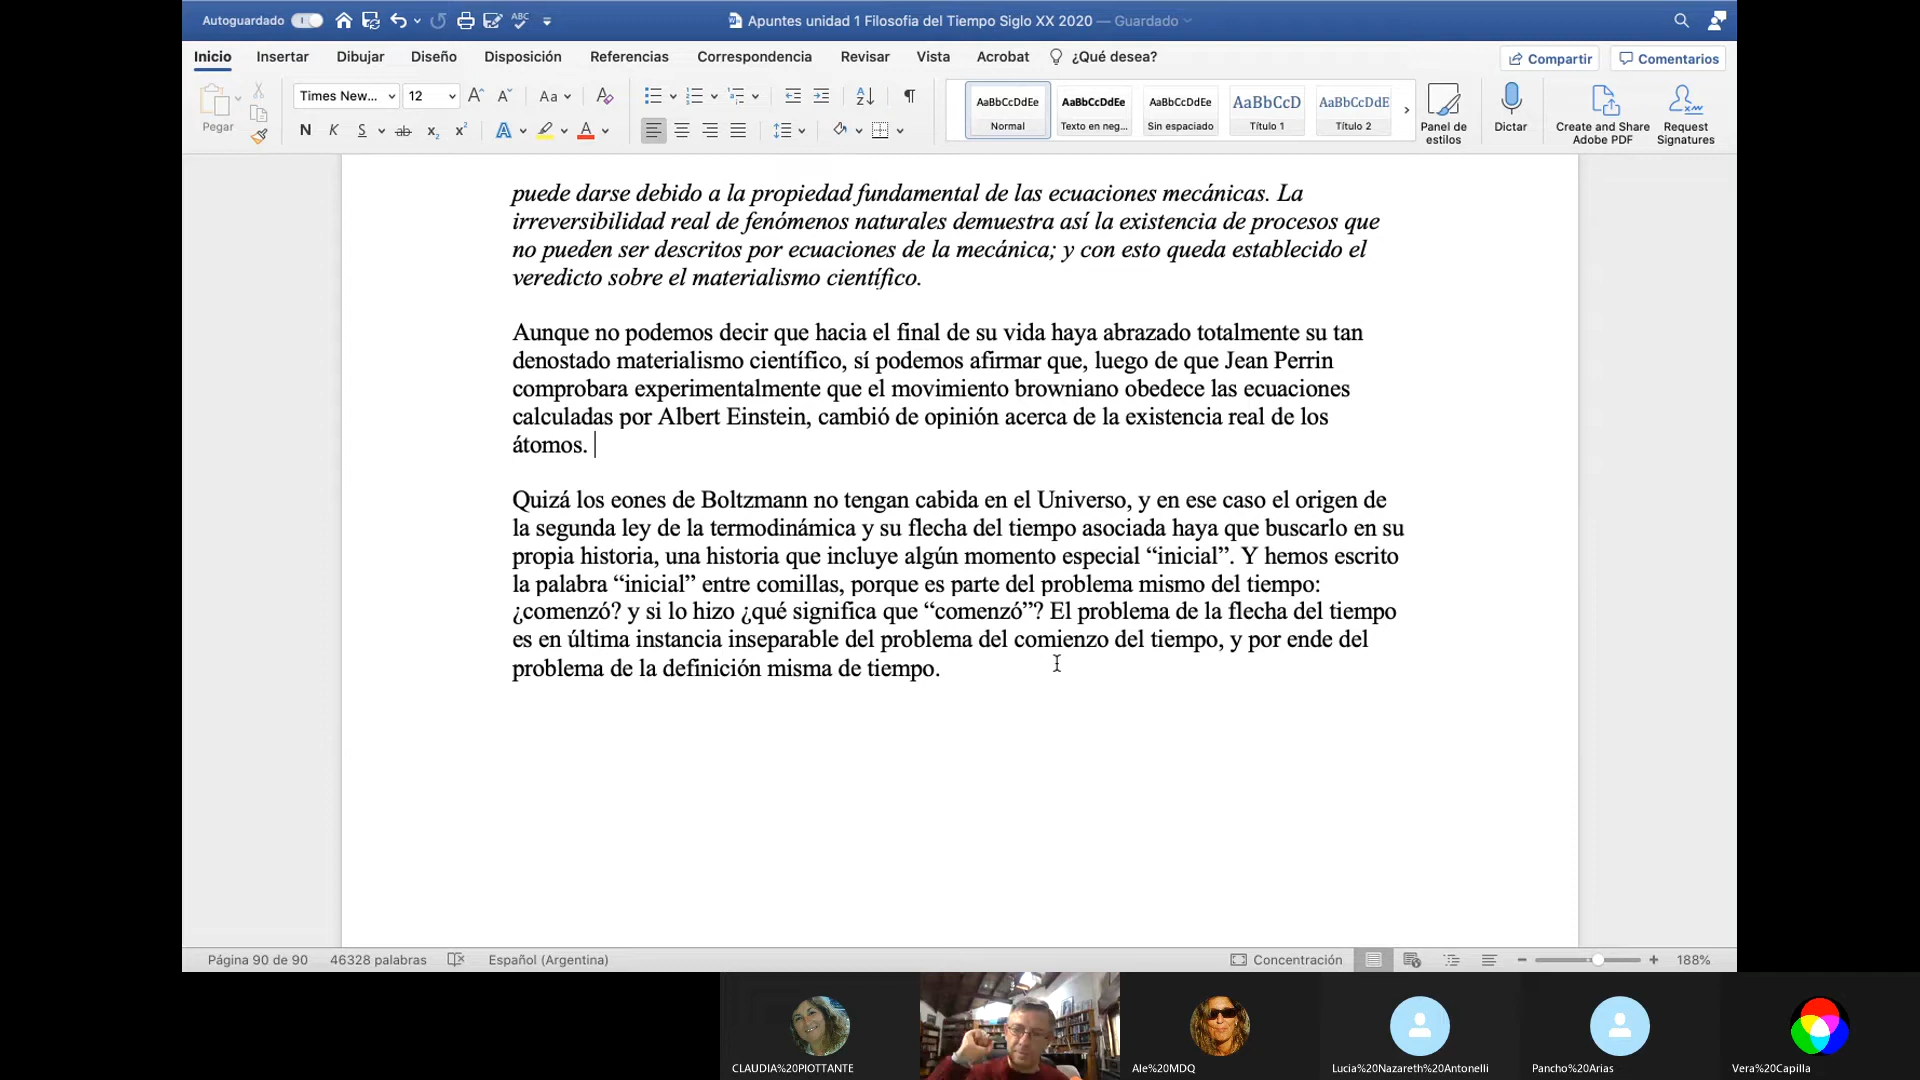 Autoguardado
Apuntes unidad 1 Filosofia del Tiempo Siglo XX 2020 — Guardado
Inicio Insertar Dibujar Diseño Disposición Referencias Correspondencia Revisar Vista Acrobat ¿Qué desea? Compartir Comentarios
Pegar
Times New... 12
AaBbCcDdEe AaBbCcDdEe AaBbCcDdEe AaBbCcD AaBbCcDdE
Normal Texto en neg... Sin espaciado Título 1 Título 2
Panel de estilos
Dictar
Create and Share Adobe PDF
Request Signatures
puede darse debido a la propiedad fundamental de las ecuaciones mecánicas. La
irreversibilidad real de fenómenos naturales demuestra así la existencia de procesos que
no pueden ser descritos por ecuaciones de la mecánica; y con esto queda establecido el
veredicto sobre el materialismo científico.
Aunque no podemos decir que hacia el final de su vida haya abrazado totalmente su tan
denostado materialismo científico, sí podemos afirmar que, luego de que Jean Perrin
comprobara experimentalmente que el movimiento browniano obedece las ecuaciones
calculadas por Albert Einstein, cambió de opinión acerca de la existencia real de los
átomos.
Quizá los eones de Boltzmann no tengan cabida en el Universo, y en ese caso el origen de
la segunda ley de la termodinámica y su flecha del tiempo asociada haya que buscarlo en su
propia historia, una historia que incluye algún momento especial “inicial”. Y hemos escrito
la palabra “inicial” entre comillas, porque es parte del problema mismo del tiempo:
¿comenzó? y si lo hizo ¿qué significa que “comenzó”? El problema de la flecha del tiempo
es en última instancia inseparable del problema del comienzo del tiempo, y por ende del
problema de la definición misma de tiempo.
Página 90 de 90 46328 palabras Español (Argentina) Concentración 188%
CLAUDIA%20PIOTTANTE Ale%20MDQ Lucia%20Nazareth%20Antonelli Pancho%20Arias Vera%20Capilla